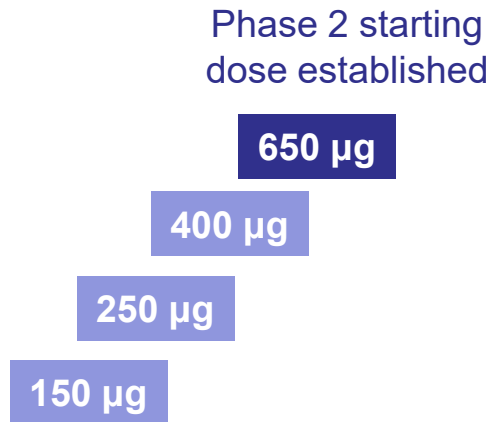 Phase 2 starting
dose established
650 µg
400 µg
250 µg
150 µg